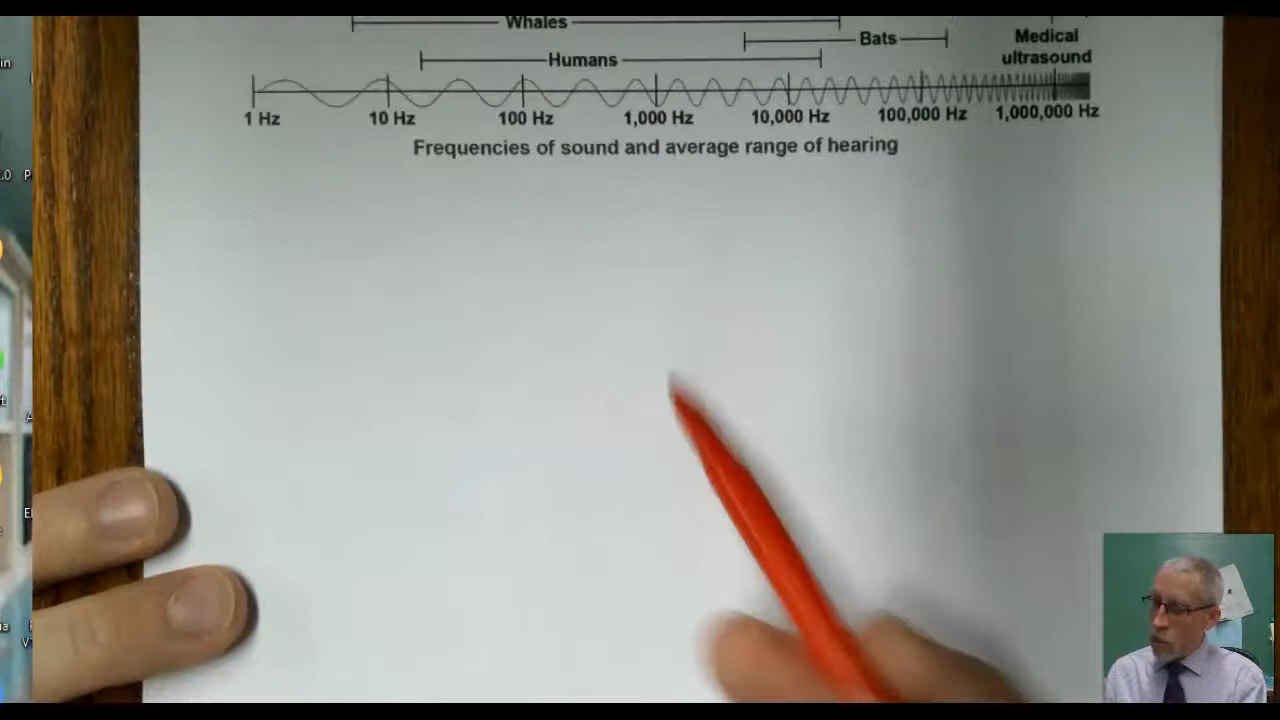 Whales
Bats
Medical
ultrasound
Humans
1 Hz 10 Hz 100 Hz 1,000 Hz 10,000 Hz 100,000 Hz 1,000,000 Hz
Frequencies of sound and average range of hearing